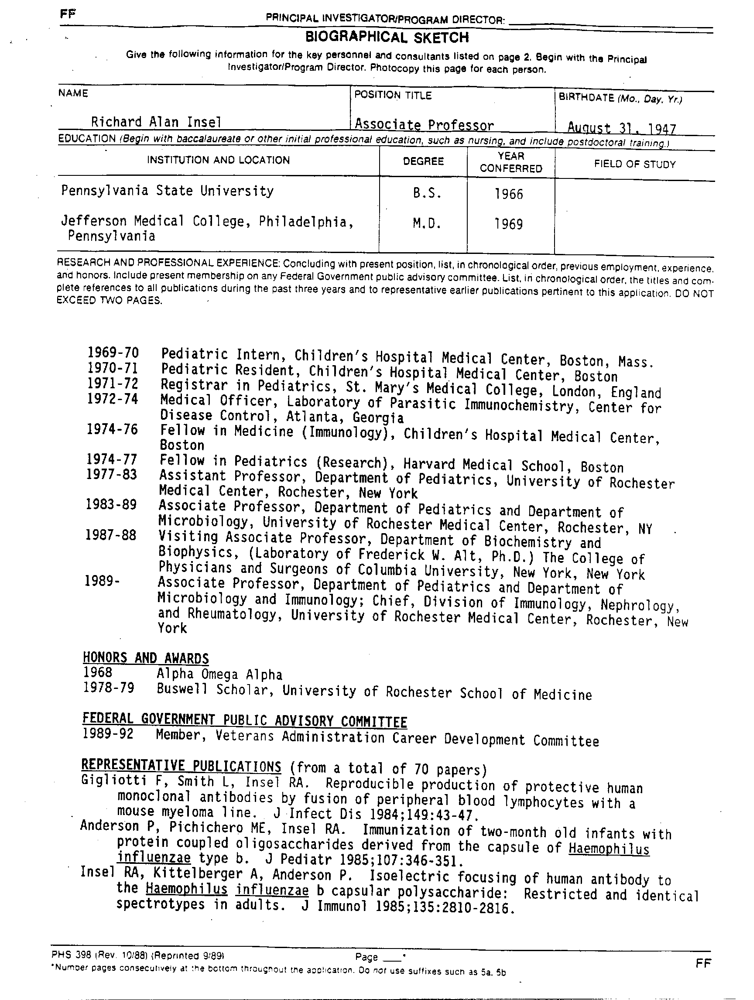 FF
PRINCIPAL INVESTIGATOR/PROGRAM DIRECTOR:
BIOGRAPHICAL SKETCH
Give the following information for the key personnel and consultants listed on page 2. Begin with the Principal
Investigator/Program Director. Photocopy this page for each person.
NAME
POSITION TITLE
BIRTHDATE (Mo., Day, Yr.)
Richard Alan Insel
Associate Professor
August 31, 1947
EDUCATION (Begin with baccalaureate or other initial professional education, such as nursing, and include postdoctoral training.)
INSTITUTION AND LOCATION
DEGREE
YEAR
CONFERRED
FIELD OF STUDY
Pennsylvania State University
B.S.
1966
Jefferson Medical College, Philadelphia,
Pennsylvania
M.D.
1969
RESEARCH AND PROFESSIONAL EXPERIENCE: Concluding with present position, list, in chronological order, previous employment, experience,
and honors. Include present membership on any Federal Government public advisory committee. List, in chronological order, the titles and com-
plete references to all publications during the past three years and to representative earlier publications pertinent to this application. DO NOT
EXCEED TWO PAGES.
1969-70 Pediatric Intern, Children's Hospital Medical Center, Boston, Mass.
1970-71 Pediatric Resident, Children's Hospital Medical Center, Boston
1971-72 Registrar in Pediatrics, St. Mary's Medical College, London, England
1972-74 Medical Officer, Laboratory of Parasitic Immunochemistry, Center for
Disease Control, Atlanta, Georgia
1974-76 Fellow in Medicine (Immunology), Children's Hospital Medical Center,
Boston
1974-77 Fellow in Pediatrics (Research), Harvard Medical School, Boston
1977-83 Assistant Professor, Department of Pediatrics, University of Rochester
Medical Center, Rochester, New York
1983-89 Associate Professor, Department of Pediatrics and Department of
Microbiology, University of Rochester Medical Center, Rochester, NY
1987-88 Visiting Associate Professor, Department of Biochemistry and
Biophysics, (Laboratory of Frederick W. Alt, Ph.D.) The College of
Physicians and Surgeons of Columbia University, New York, New York
1989- Associate Professor, Department of Pediatrics and Department of
Microbiology and Immunology; Chief, Division of Immunology, Nephrology,
and Rheumatology, University of Rochester Medical Center, Rochester, New
York
HONORS AND AWARDS
1968 Alpha Omega Alpha
1978-79 Buswell Scholar, University of Rochester School of Medicine
FEDERAL GOVERNMENT PUBLIC ADVISORY COMMITTEE
1989-92 Member, Veterans Administration Career Development Committee
REPRESENTATIVE PUBLICATIONS (from a total of 70 papers)
Gigliotti F, Smith L, Insel RA. Reproducible production of protective human
monoclonal antibodies by fusion of peripheral blood lymphocytes with a
mouse myeloma line. J Infect Dis 1984;149:43-47.
Anderson P, Pichichero ME, Insel RA. Immunization of two-month old infants with
protein coupled oligosaccharides derived from the capsule of Haemophilus
influenzae type b. J Pediatr 1985;107:346-351.
Insel RA, Kittelberger A, Anderson P. Isoelectric focusing of human antibody to
the Haemophilus influenzae b capsular polysaccharide: Restricted and identical
spectrotypes in adults. J Immunol 1985;135:2810-2816.
PHS 398 (Rev. 10/88) (Reprinted 9/89)
Page ___*
FF
*Number pages consecutively at the bottom throughout the application. Do not use suffixes such as 5a, 5b